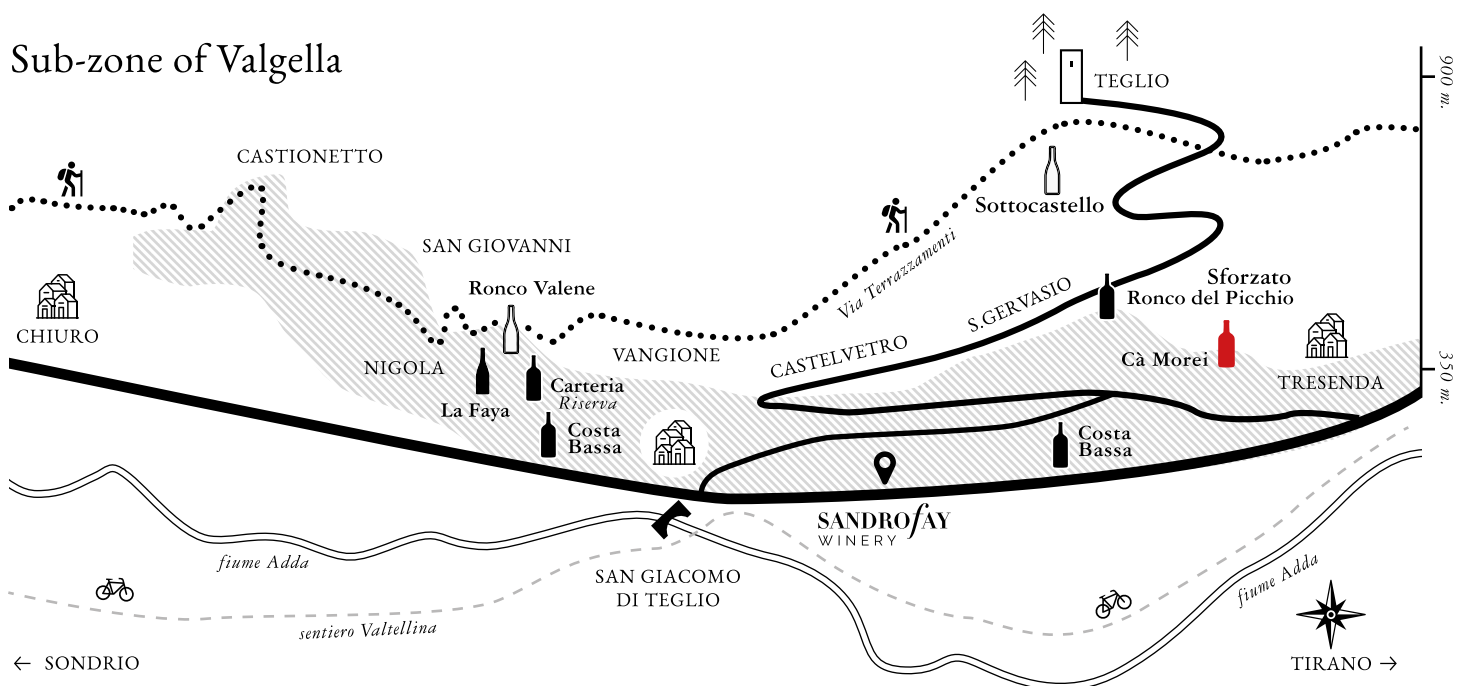 Sub-zone of Valgella
900 m.
TEGLIO
CASTIONETTO
Sottocastello
SAN GIOVANNI
Via Terrazzamenti
Ronco Valene
S.GERVASIO
Sforzato
Ronco del Picchio
CHIURO
NIGOLA
VANGIONE
CASTELVETRO
Cà Morei
350 m.
TRESENDA
La Faya
Carteria
Riserva
Costa
Bassa
Costa
Bassa
SANDROfAY
WINERY
fiume Adda
SAN GIACOMO
DI TEGLIO
fiume Adda
sentiero Valtellina
← SONDRIO
TIRANO →